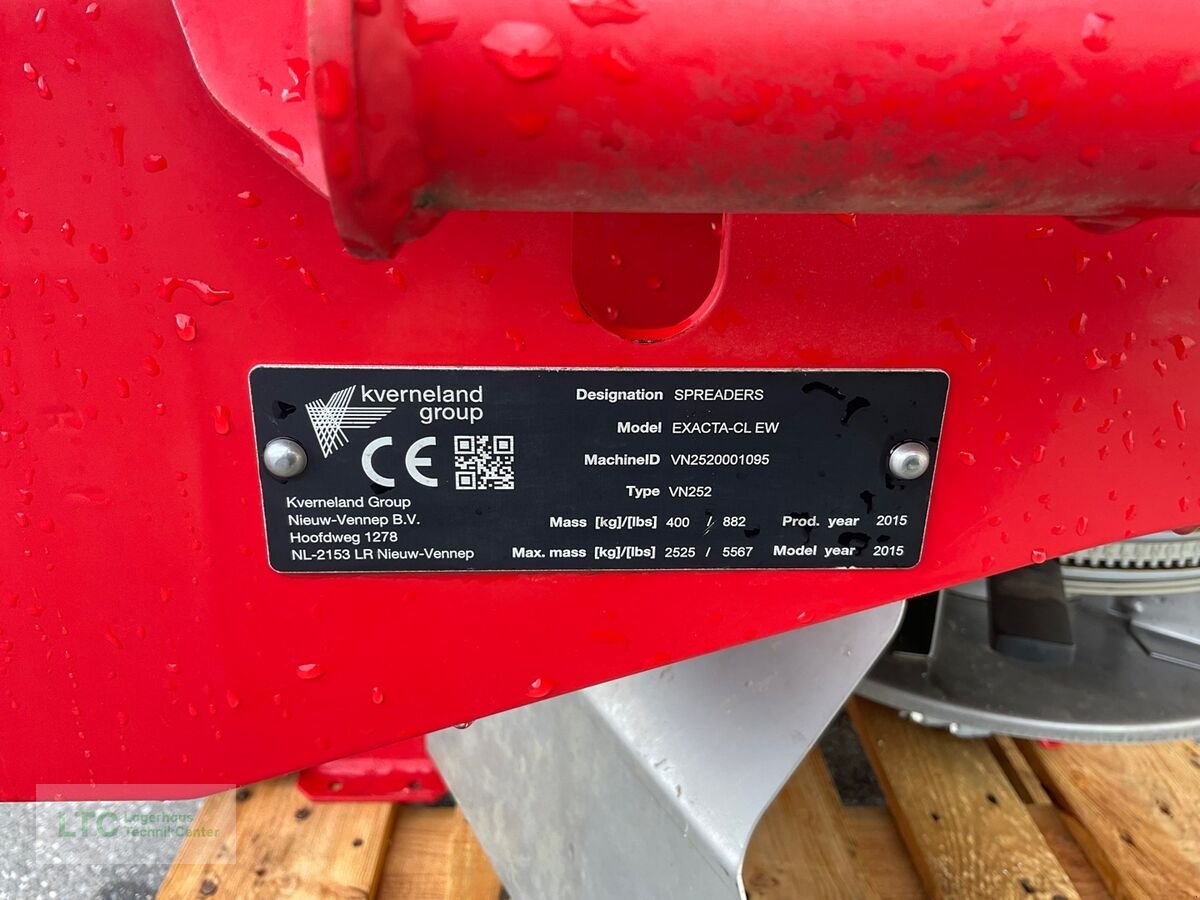 kverneland
group
CE
Kverneland Group
Nieuw-Vennep B.V.
Hoofdweg 1278
NL-2153 LR Nieuw-Vennep
Designation SPREADERS
Model EXACTA-CL EW
MachineID VN2520001095
Type VN252
Mass [kg]/[lbs] 400 / 882 Prod. year 2015
Max. mass [kg]/[lbs] 2525 / 5567 Model year 2015
LTC Lagerhaus
Technik-Center